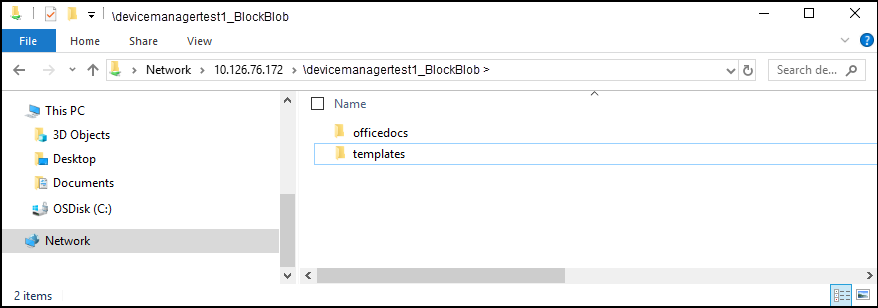 \devicemanagertest1_BlockBlob
File Home Share View
Network 10.126.76.172 \devicemanagertest1_BlockBlob > Search de...
This PC
3D Objects
Desktop
Documents
OSDisk (C:)
Network
Name
officedocs
templates
2 items